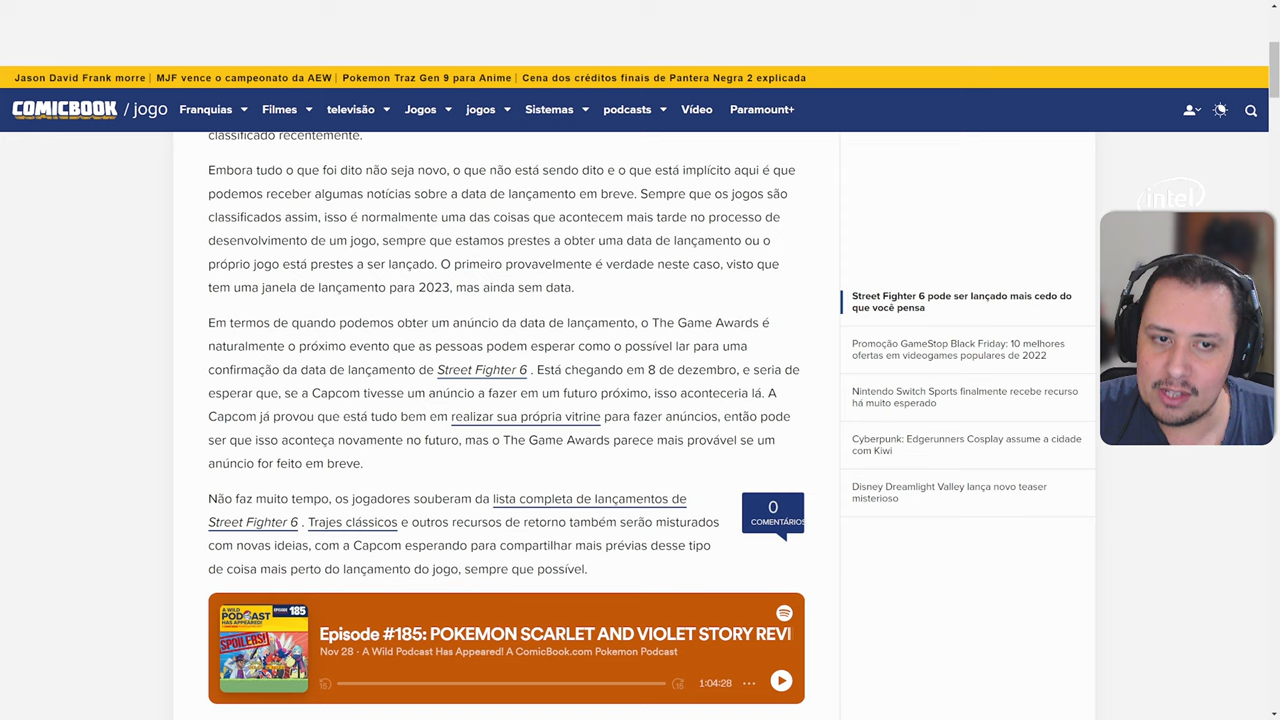 Jason David Frank morre | MJF vence o campeonato da AEW | Pokemon Traz Gen 9 para Anime | Cena dos créditos finais de Pantera Negra 2 explicada
COMICBOOK / jogo Franquias Filmes televisão Jogos jogos Sistemas podcasts Vídeo Paramount+
classificado recentemente.
Embora tudo o que foi dito não seja novo, o que não está sendo dito e o que está implícito aqui é que
podemos receber algumas notícias sobre a data de lançamento em breve. Sempre que os jogos são
classificados assim, isso é normalmente uma das coisas que acontecem mais tarde no processo de
desenvolvimento de um jogo, sempre que estamos prestes a obter uma data de lançamento ou o
próprio jogo está prestes a ser lançado. O primeiro provavelmente é verdade neste caso, visto que
tem uma janela de lançamento para 2023, mas ainda sem data.
Em termos de quando podemos obter um anúncio da data de lançamento, o The Game Awards é
naturalmente o próximo evento que as pessoas podem esperar como o possível lar para uma
confirmação da data de lançamento de Street Fighter 6 . Está chegando em 8 de dezembro, e seria de
esperar que, se a Capcom tivesse um anúncio a fazer em um futuro próximo, isso aconteceria lá. A
Capcom já provou que está tudo bem em realizar sua própria vitrine para fazer anúncios, então pode
ser que isso aconteça novamente no futuro, mas o The Game Awards parece mais provável se um
anúncio for feito em breve.
Não faz muito tempo, os jogadores souberam da lista completa de lançamentos de
Street Fighter 6 . Trajes clássicos e outros recursos de retorno também serão misturados
com novas ideias, com a Capcom esperando para compartilhar mais prévias desse tipo
de coisa mais perto do lançamento do jogo, sempre que possível.
0
COMENTÁRIOS
A WILD
PODCAST
HAS APPEARED!
EPISODE 185
SPOILERS!
Episode #185: POKEMON SCARLET AND VIOLET STORY REVI
Nov 28 · A Wild Podcast Has Appeared! A ComicBook.com Pokemon Podcast
15
15
1:04:28
intel
Street Fighter 6 pode ser lançado mais cedo do
que você pensa
Promoção GameStop Black Friday: 10 melhores
ofertas em videogames populares de 2022
Nintendo Switch Sports finalmente recebe recurso
há muito esperado
Cyberpunk: Edgerunners Cosplay assume a cidade
com Kiwi
Disney Dreamlight Valley lança novo teaser
misterioso